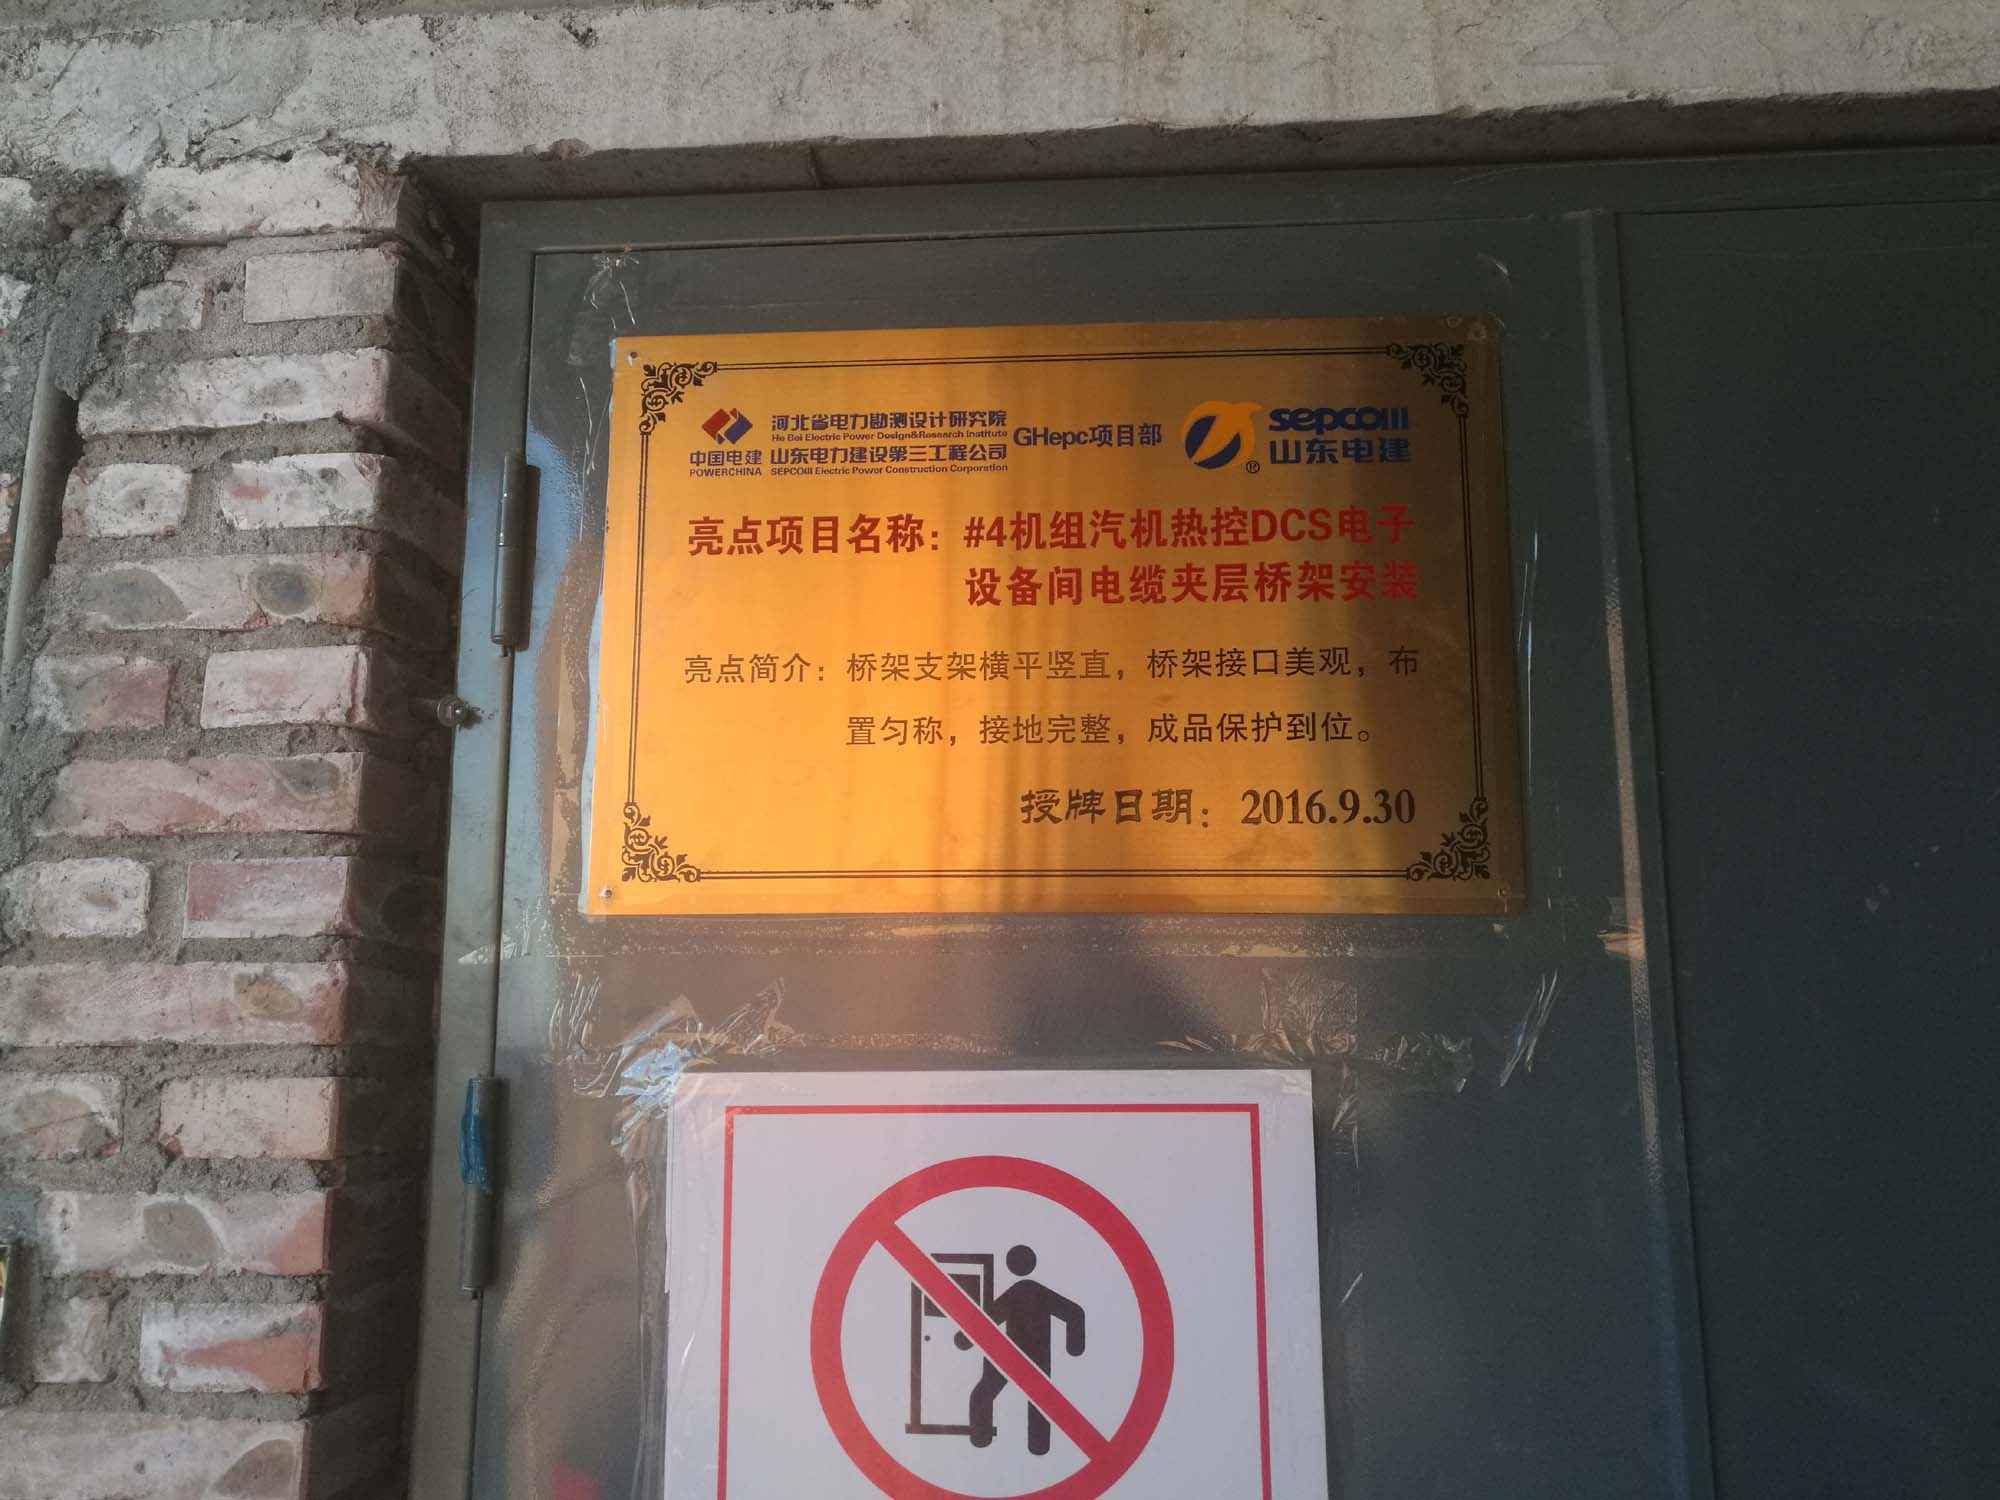 中国电建
POWERCHINA
河北省电力勘测设计研究院
He Bei Electric Power Design&Research Institute
山东电力建设第三工程公司
SEPCOIII Electric Power Construction Corporation
GHepc项目部
SEPCOIII
山东电建
®
亮点项目名称：#4机组汽机热控DCS电子
设备间电缆夹层桥架安装
亮点简介：桥架支架横平竖直，桥架接口美观，布
置匀称，接地完整，成品保护到位。
授牌日期：2016.9.30